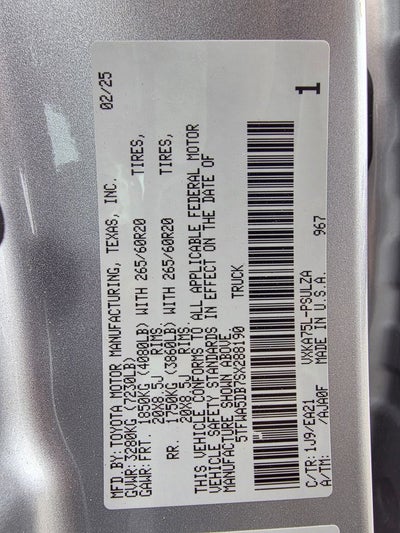 MFD.BY: TOYOTA MOTOR MANUFACTURING, TEXAS, INC. 02/25
GVWR: 3280KG (7230LB)
GAWR: FRT. 1850KG (4080LB) WITH 265/60R20 TIRES,
20X8.5J RIMS.
RR. 1750KG (3860LB) WITH 265/60R20 TIRES,
20X8.5J RIMS.
THIS VEHICLE CONFORMS TO ALL APPLICABLE FEDERAL MOTOR
VEHICLE SAFETY STANDARDS IN EFFECT ON THE DATE OF
MANUFACTURE SHOWN ABOVE.
5TFWA5DB7SX288190 TRUCK
C/TR: 1J9/EA21 VXKA75L-PSULZA
A/TM: /AJA0F MADE IN U.S.A. 967
1